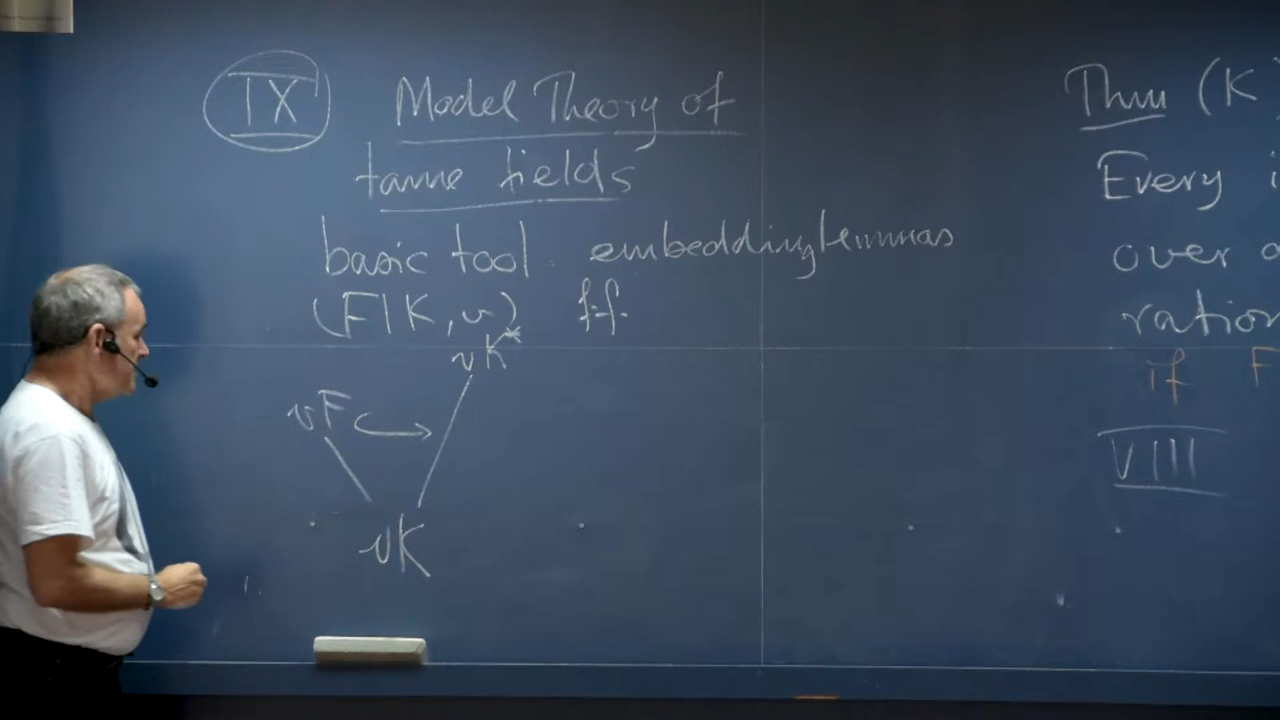 IX Model Theory of
tame fields
basic tool embedding lemmas
(F|K, v) f.f.
vK*
vF
vK
Thm (K
Every
over
ration
if F
VIII